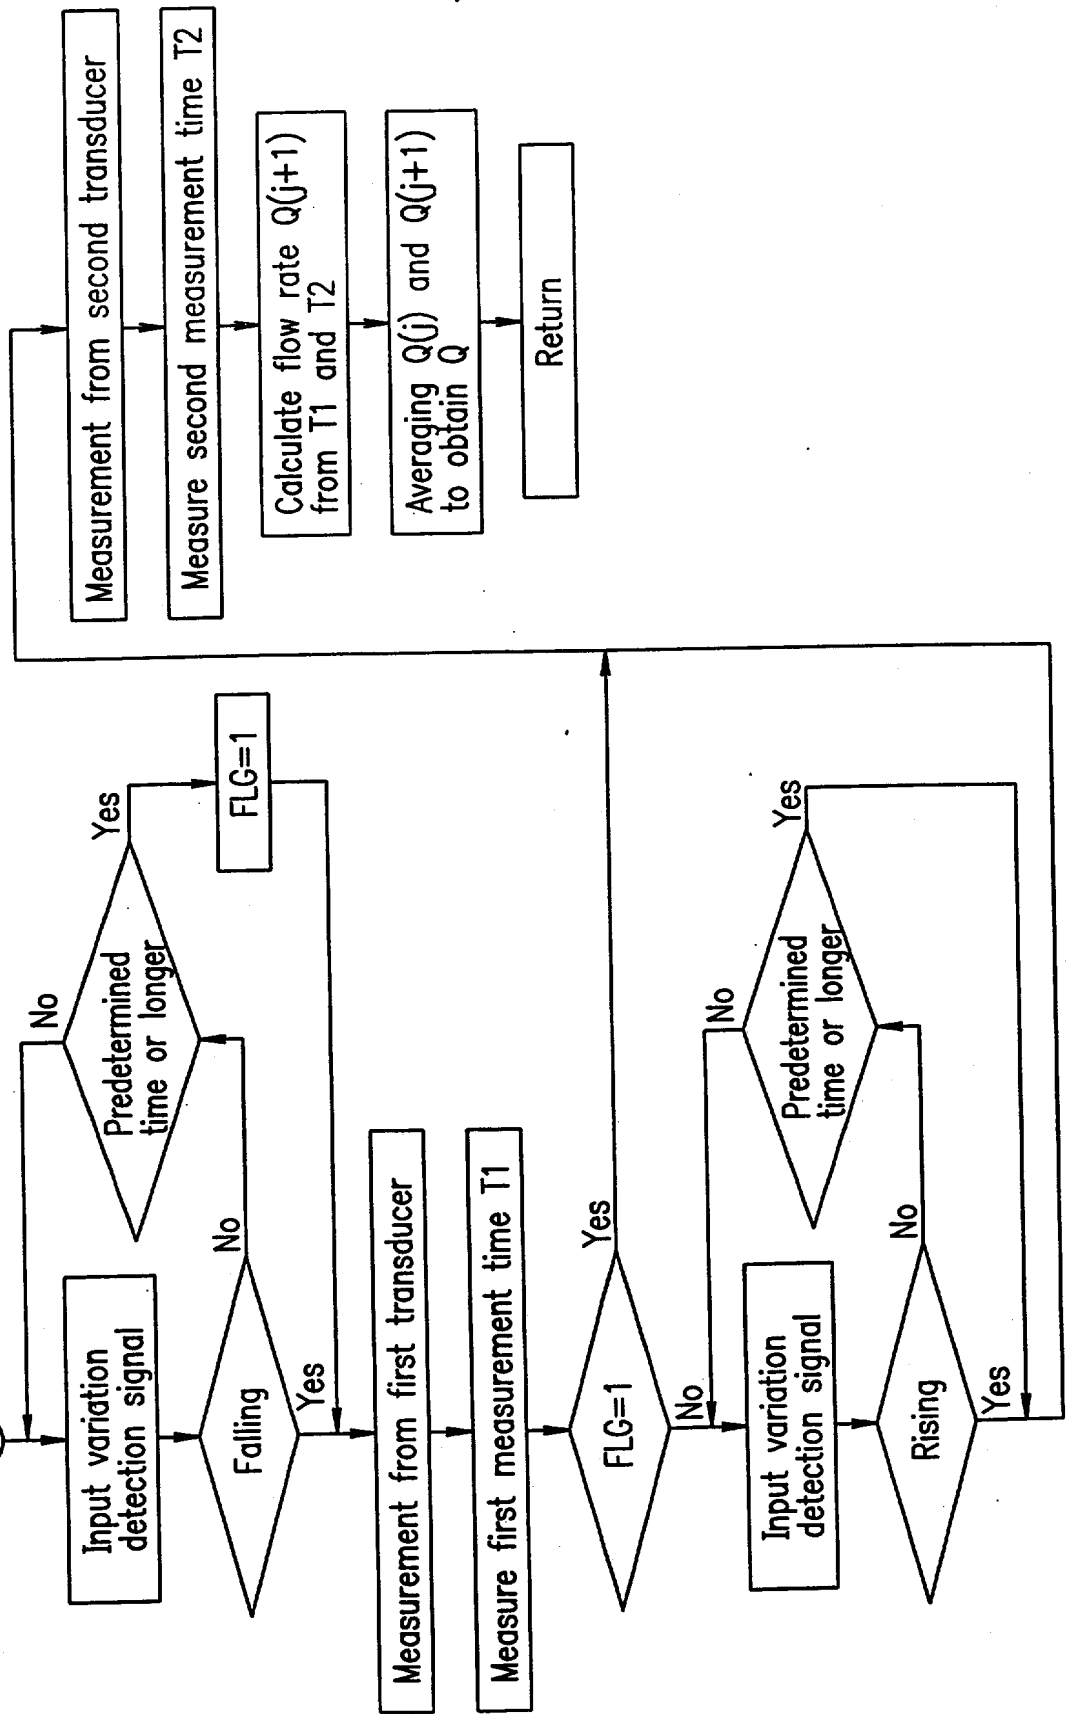 Input variation
detection signal
Falling
No
Yes
Predetermined
time or longer
No
Yes
FLG=1
Measurement from first transducer
Measure first measurement time T1
FLG=1
Yes
No
Input variation
detection signal
Rising
No
Yes
Predetermined
time or longer
No
Yes
Measurement from second transducer
Measure second measurement time T2
Calculate flow rate Q(j+1)
from T1 and T2
Averaging Q(j) and Q(j+1)
to obtain Q
Return